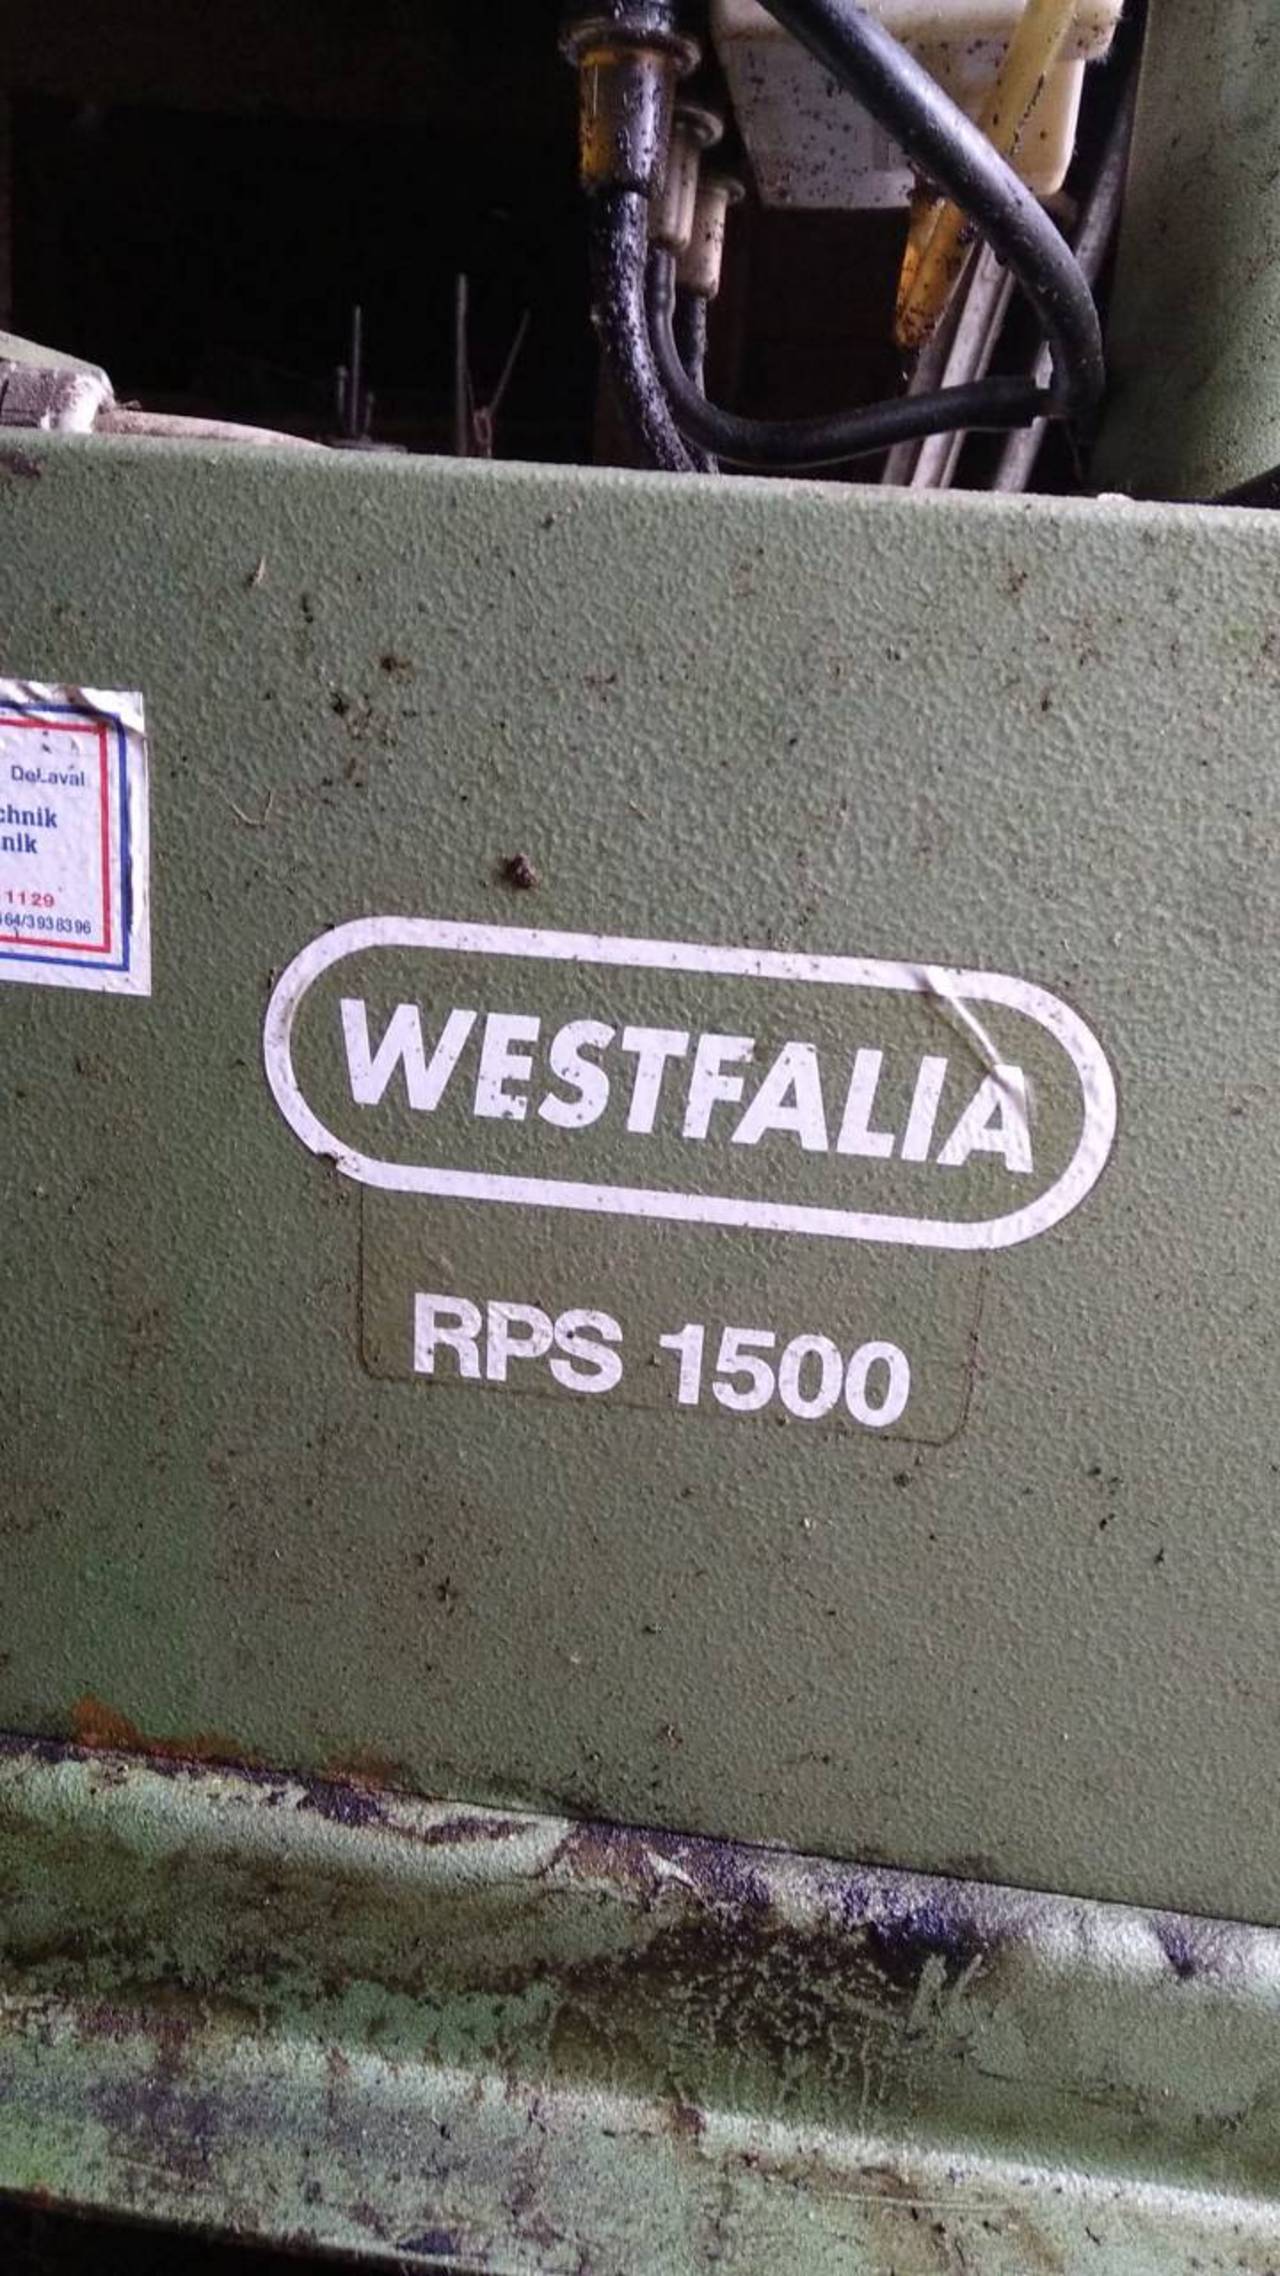 DeLaval
chnik
nik
1129
64/3938396
WESTFALIA
RPS 1500